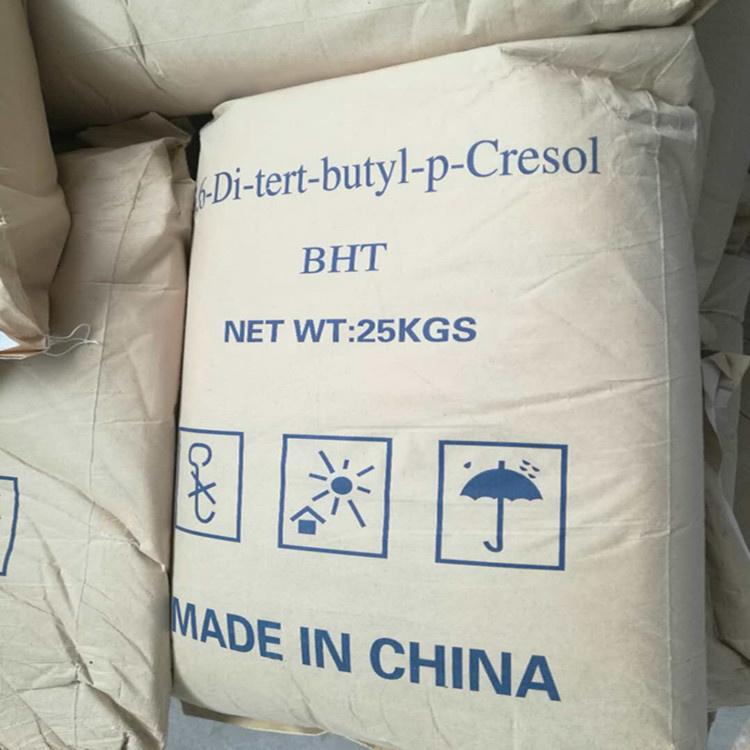 ,6-Di-tert-butyl-p-Cresol
BHT
NET WT:25KGS
MADE IN CHINA